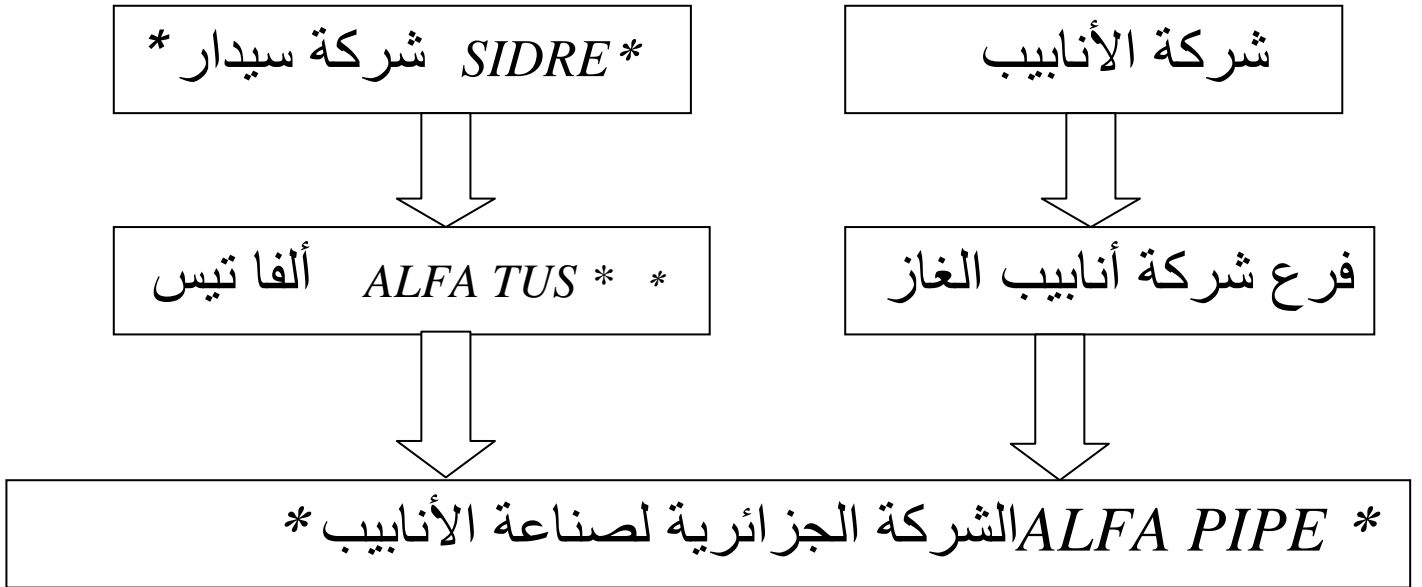 شركة الأنابيب
* شركة سيدار SIDRE *
فرع شركة أنابيب الغاز
ألفا تيس ALFA TUS * *
* الشركة الجزائرية لصناعة الأنابيب ALFA PIPE *